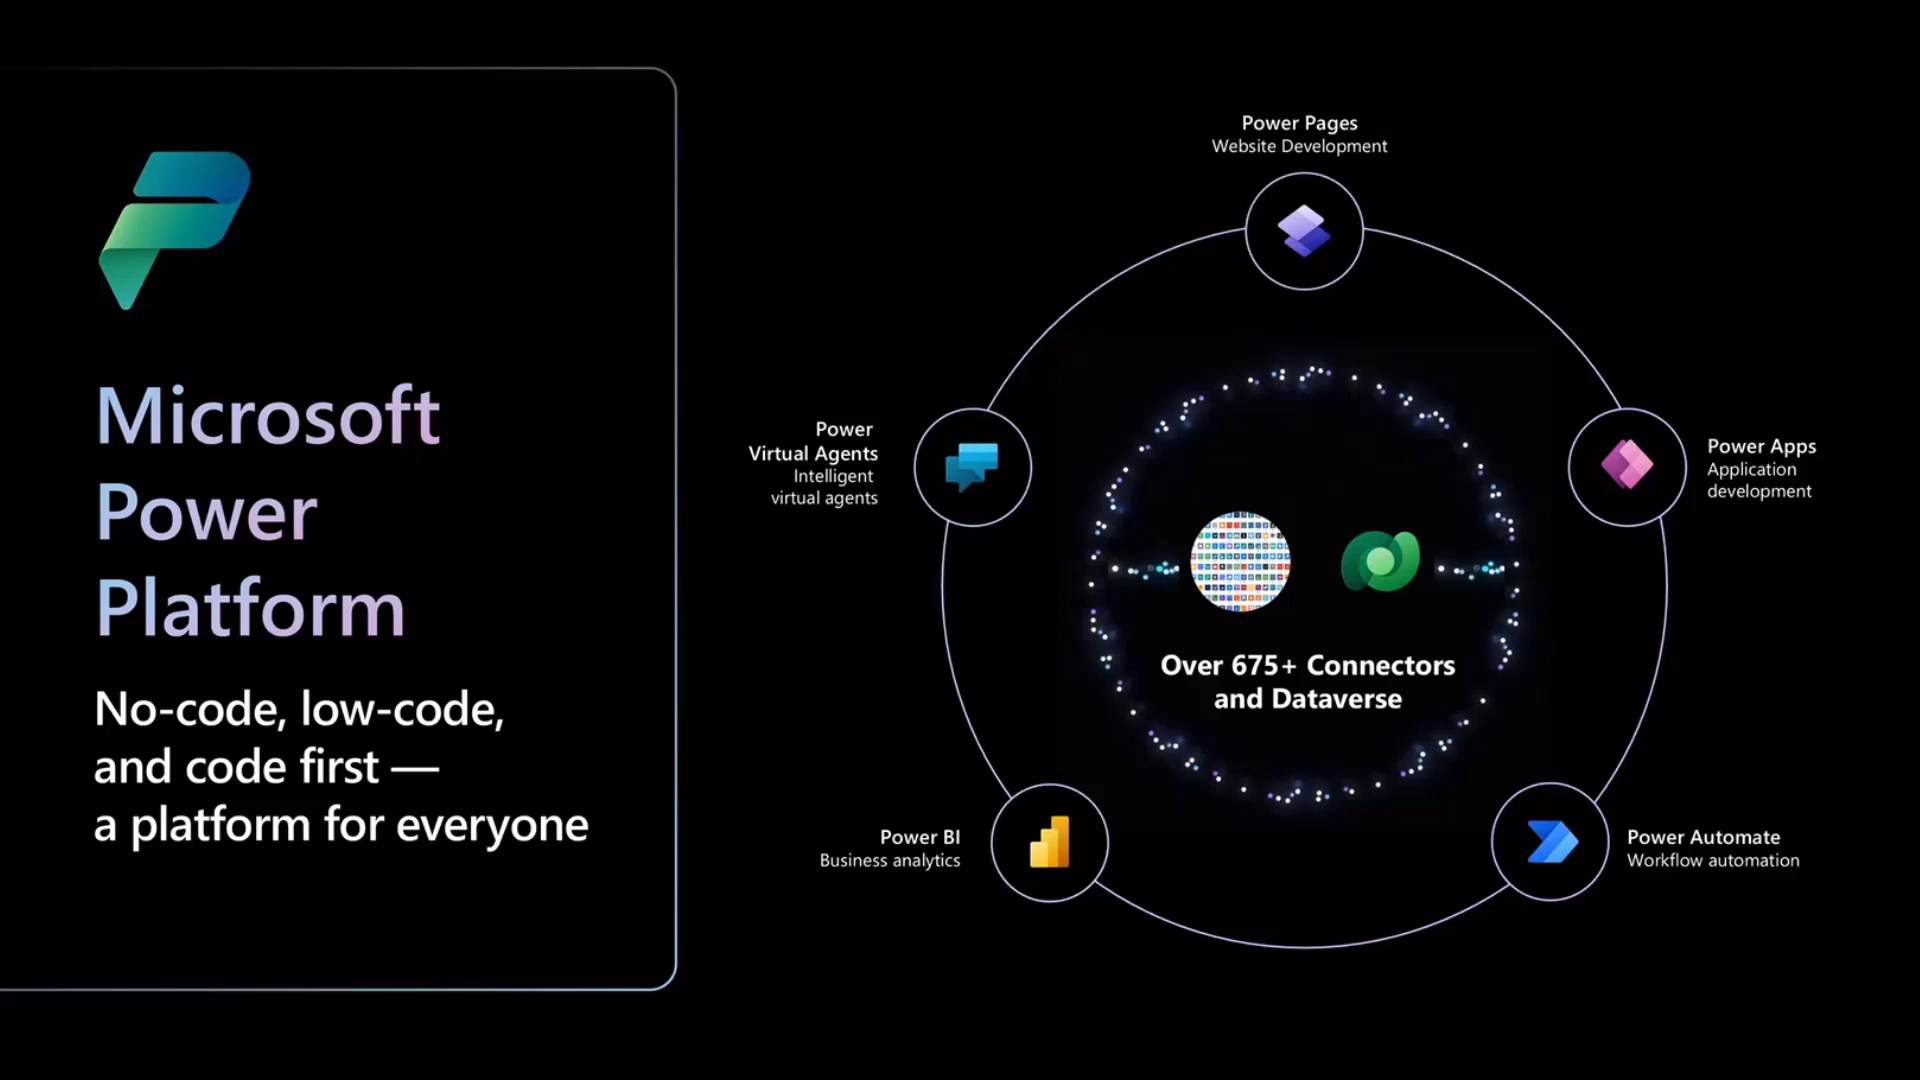 Microsoft
Power
Platform
No-code, low-code,
and code first —
a platform for everyone
Power Pages
Website Development
Power
Virtual Agents
Intelligent
virtual agents
Power Apps
Application
development
Over 675+ Connectors
and Dataverse
Power BI
Business analytics
Power Automate
Workflow automation